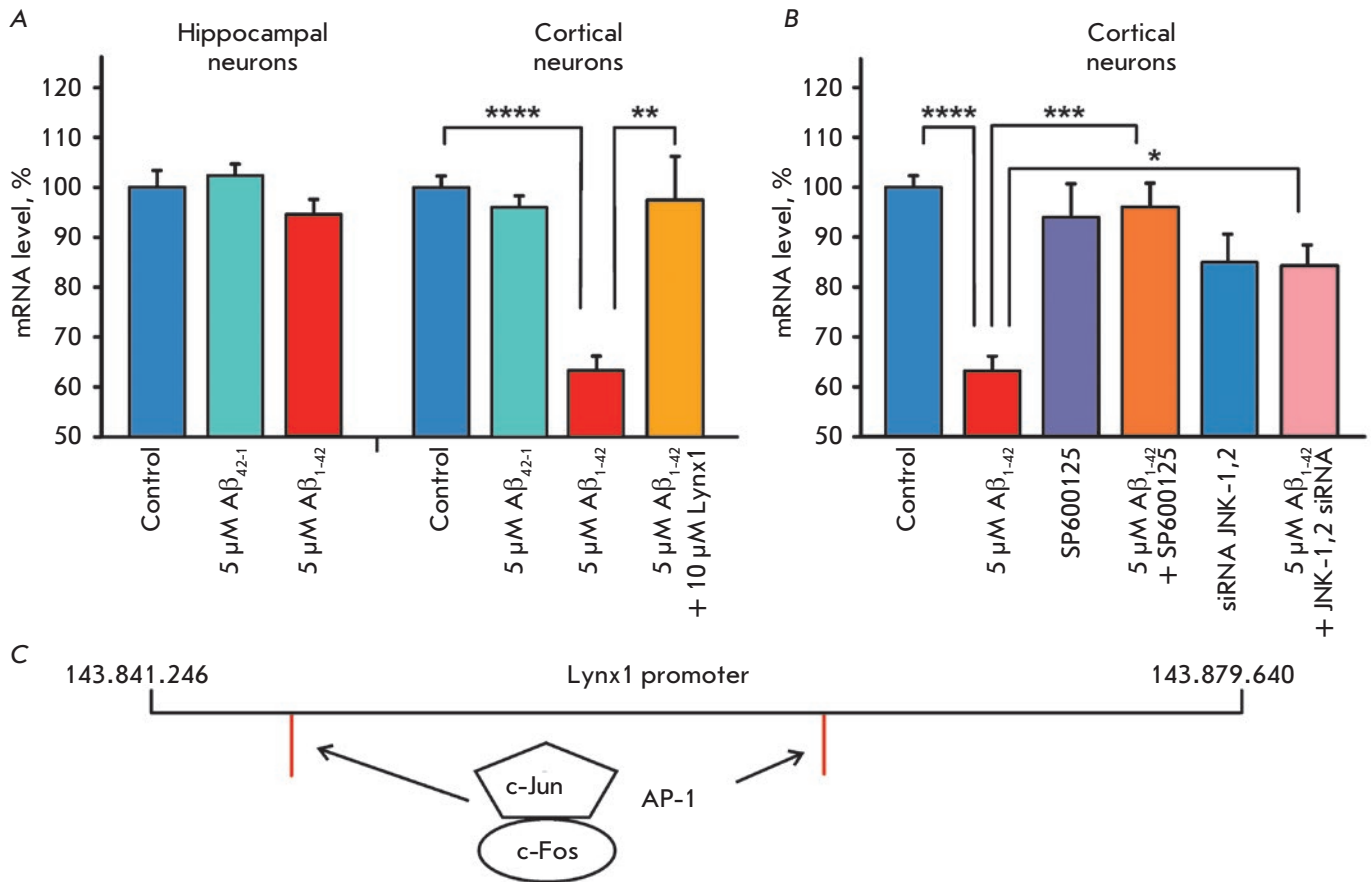 A
Hippocampal
neurons
Cortical
neurons
mRNA level, %
120
110
100
90
80
70
60
50
****
**
Control
5 µM Aβ42-1
5 µM Aβ1-42
Control
5 µM Aβ42-1
5 µM Aβ1-42
5 µM Aβ1-42
+ 10 µM Lynx1
B
Cortical
neurons
mRNA level, %
120
110
100
90
80
70
60
50
****
***
*
Control
5 µM Aβ1-42
SP600125
5 µM Aβ1-42
+ SP600125
siRNA JNK-1,2
5 µM Aβ1-42
+ JNK-1,2 siRNA
C
143.841.246
Lynx1 promoter
143.879.640
c-Jun
AP-1
c-Fos